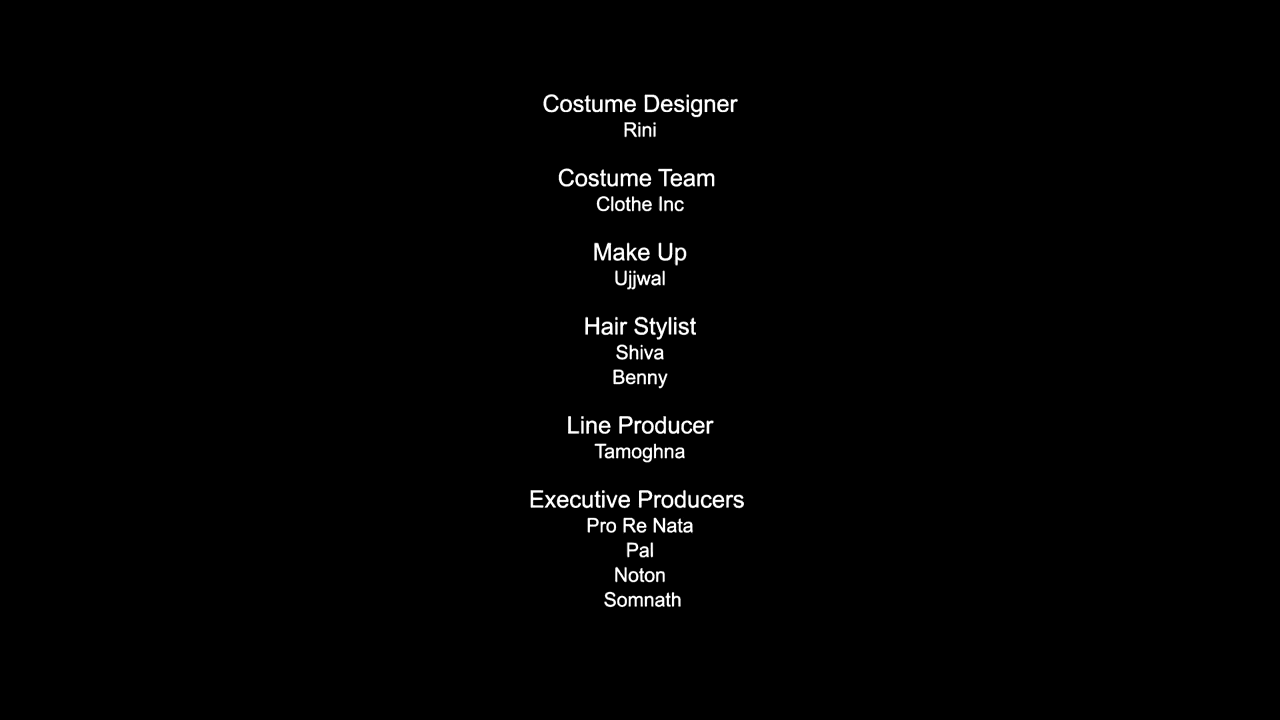 Costume Designer
Rini
Costume Team
Clothe Inc
Make Up
Ujjwal
Hair Stylist
Shiva
Benny
Line Producer
Tamoghna
Executive Producers
Pro Re Nata
Pal
Noton
Somnath